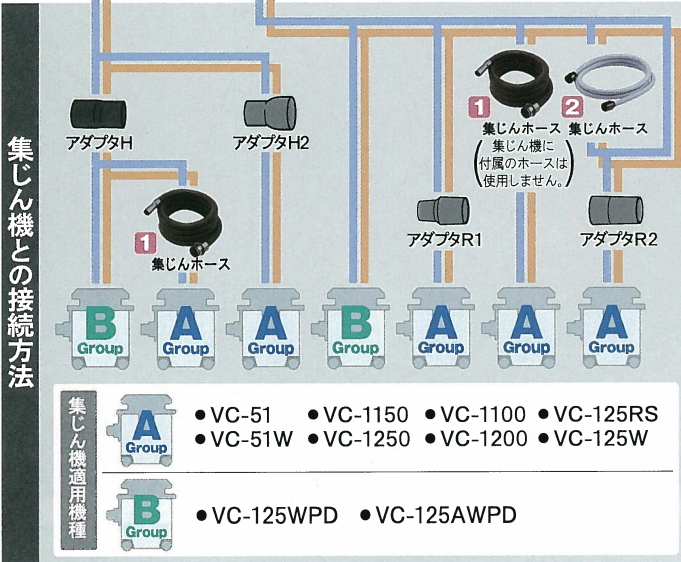 集じん機との接続方法
アダプタH
アダプタH2
1
集じんホース
2
集じんホース
(集じん機に
付属のホースは
使用しません。)
1
集じんホース
アダプタR1
アダプタR2
B
Group
A
Group
A
Group
B
Group
A
Group
A
Group
A
Group
集じん機適用機種
A
Group
●VC-51 ●VC-1150 ●VC-1100 ●VC-125RS
●VC-51W ●VC-1250 ●VC-1200 ●VC-125W
B
Group
●VC-125WPD ●VC-125AWPD